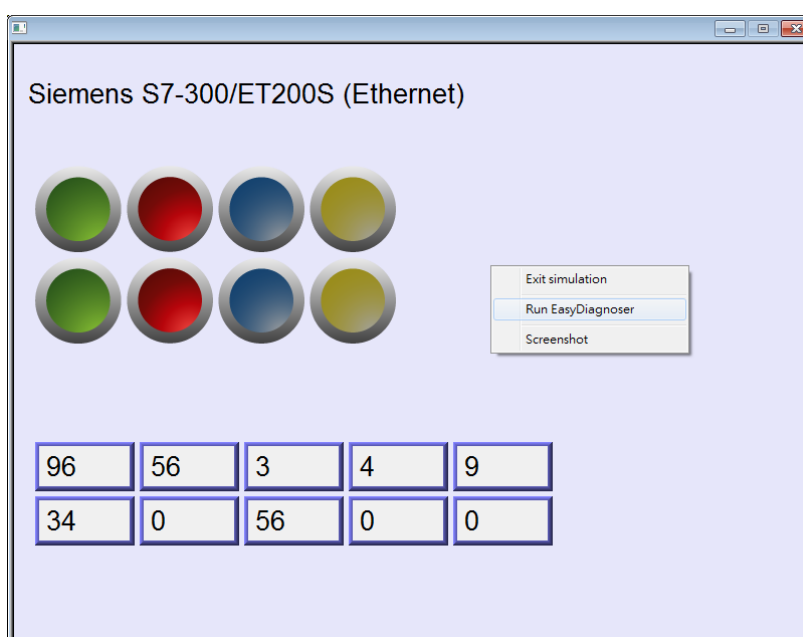 Siemens S7-300/ET200S (Ethernet)
Exit simulation
Run EasyDiagnoser
Screenshot
96 56 3 4 9
34 0 56 0 0